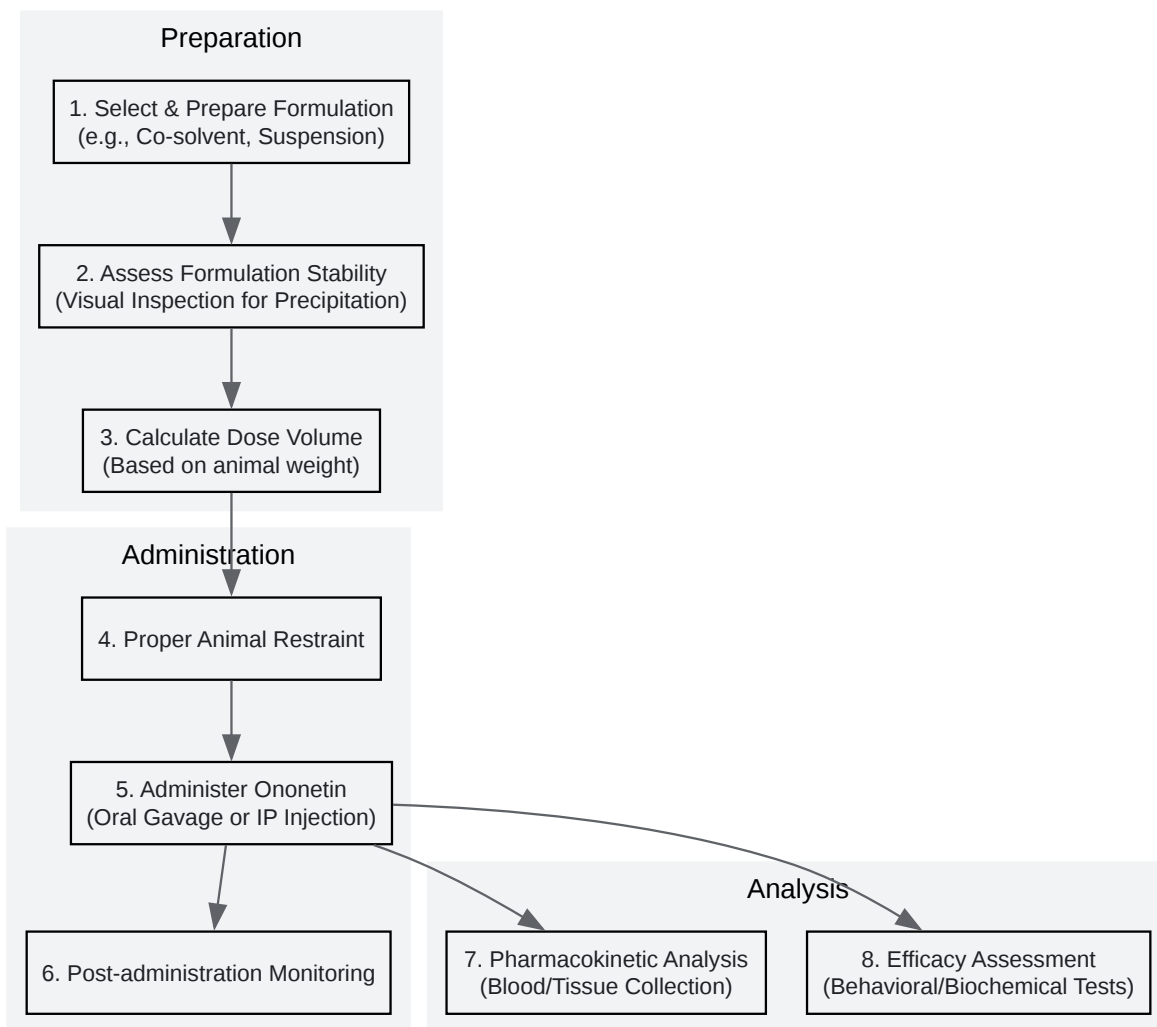 Preparation
1. Select & Prepare Formulation
(e.g., Co-solvent, Suspension)
2. Assess Formulation Stability
(Visual Inspection for Precipitation)
3. Calculate Dose Volume
(Based on animal weight)
Administration
4. Proper Animal Restraint
5. Administer Ononetin
(Oral Gavage or IP Injection)
6. Post-administration Monitoring
Analysis
7. Pharmacokinetic Analysis
(Blood/Tissue Collection)
8. Efficacy Assessment
(Behavioral/Biochemical Tests)